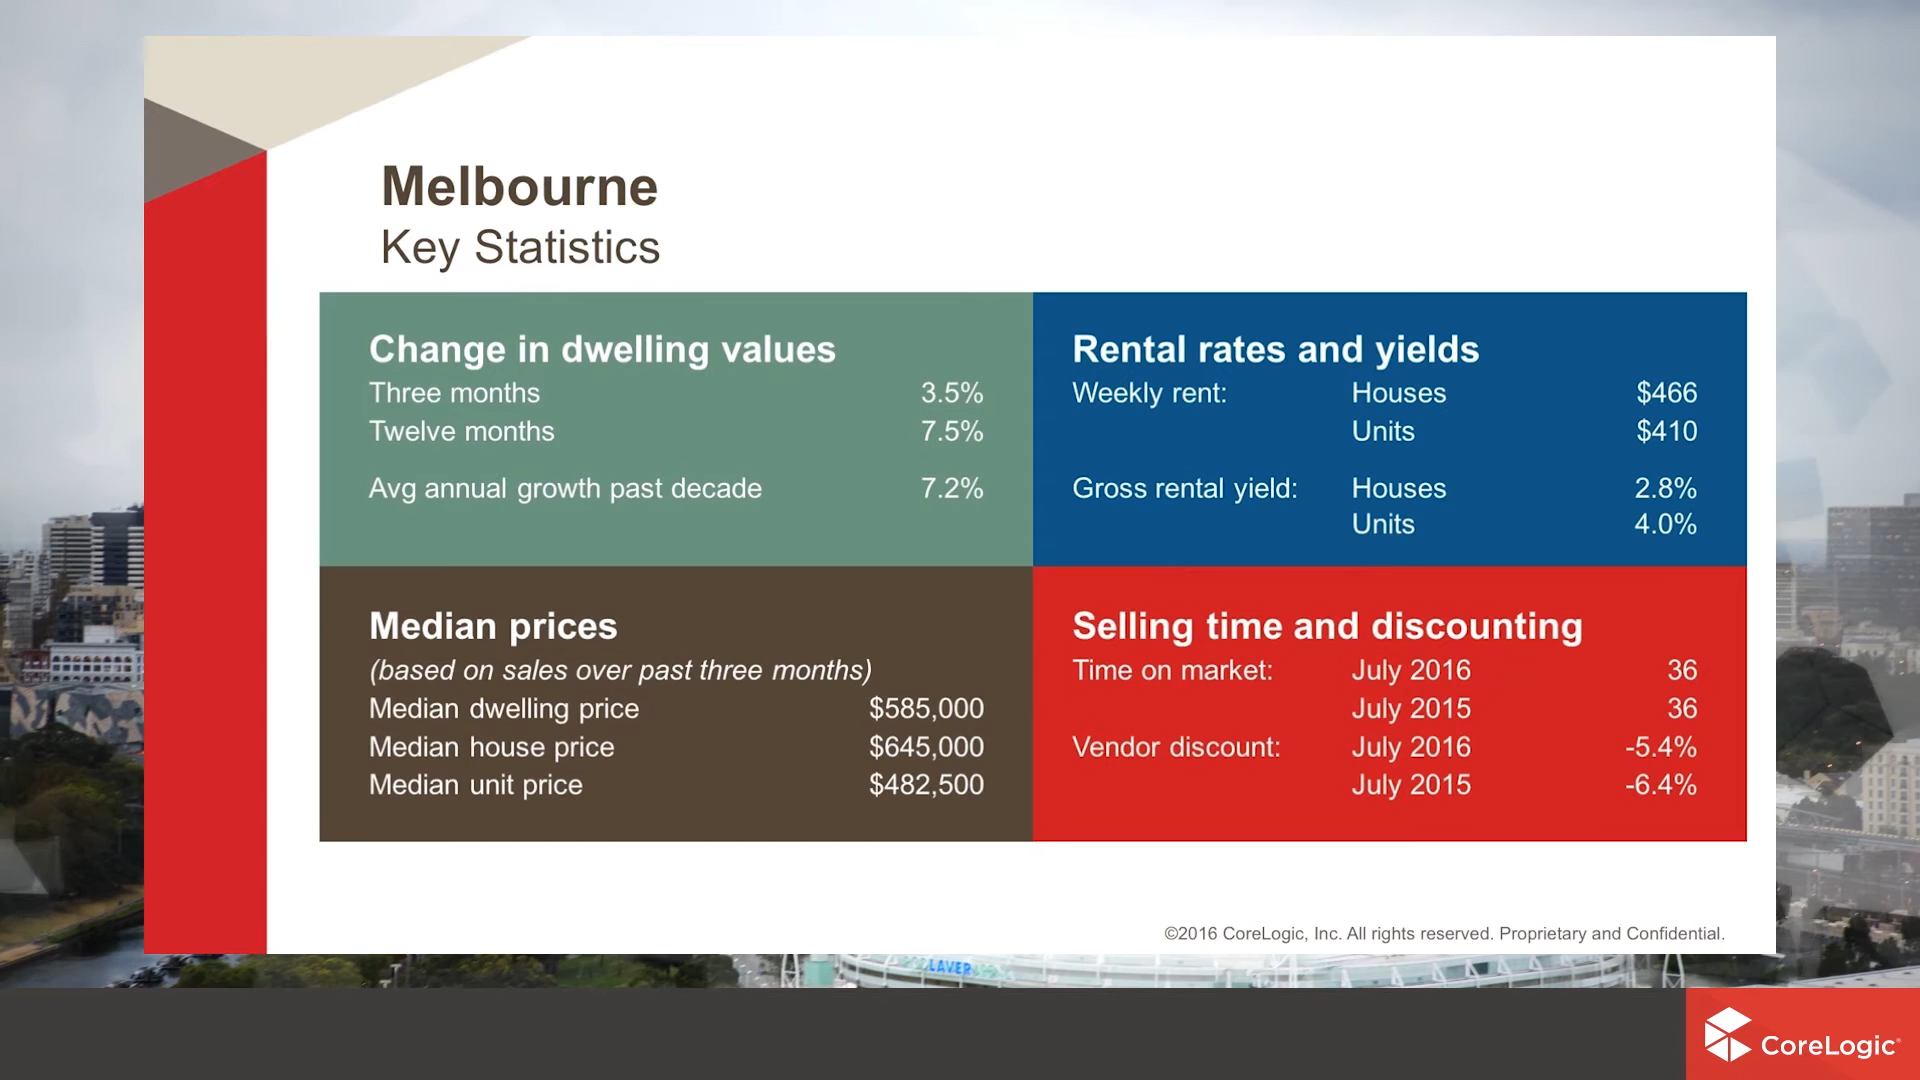 Melbourne
Key Statistics
Change in dwelling values
Three months 3.5%
Twelve months 7.5%
Avg annual growth past decade 7.2%
Rental rates and yields
Weekly rent: Houses $466
Units $410
Gross rental yield: Houses 2.8%
Units 4.0%
Median prices
(based on sales over past three months)
Median dwelling price $585,000
Median house price $645,000
Median unit price $482,500
Selling time and discounting
Time on market: July 2016 36
July 2015 36
Vendor discount: July 2016 -5.4%
July 2015 -6.4%
©2016 CoreLogic, Inc. All rights reserved. Proprietary and Confidential.
LAVER
CoreLogic